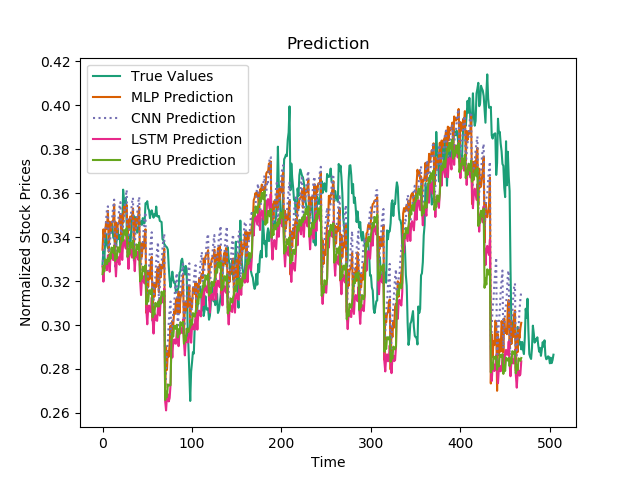 Prediction
0.42
0.40
0.38
0.36
0.34
0.32
0.30
0.28
0.26
Normalized Stock Prices
True Values
MLP Prediction
CNN Prediction
LSTM Prediction
GRU Prediction
0 100 200 300 400 500
Time